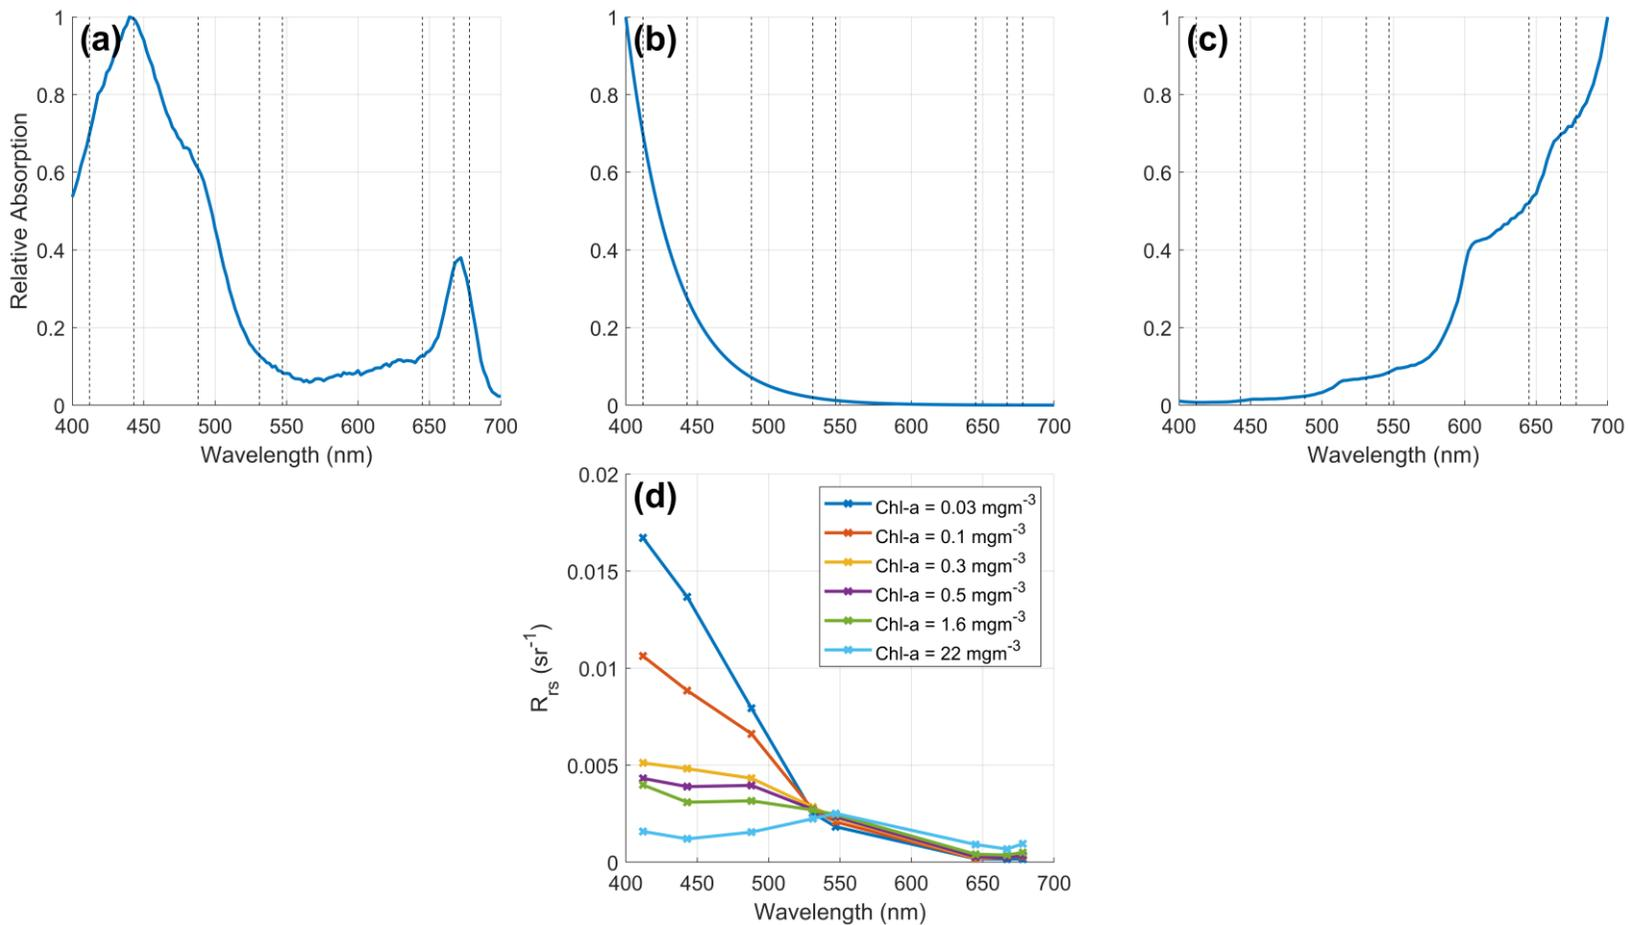 (a)
(b)
(c)
1
0.8
0.6
0.4
0.2
0
Relative Absorption
400 450 500 550 600 650 700
Wavelength (nm)
1
0.8
0.6
0.4
0.2
0
400 450 500 550 600 650 700
1
0.8
0.6
0.4
0.2
0
400 450 500 550 600 650 700
Wavelength (nm)
(d)
0.02
0.015
0.01
0.005
0
Rrs (sr-1)
Chl-a = 0.03 mgm-3
Chl-a = 0.1 mgm-3
Chl-a = 0.3 mgm-3
Chl-a = 0.5 mgm-3
Chl-a = 1.6 mgm-3
Chl-a = 22 mgm-3
400 450 500 550 600 650 700
Wavelength (nm)